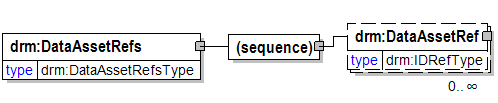 drm:DataAssetRefs
type drm:DataAssetRefsType
(sequence)
drm:DataAssetRef
type drm:IDRefType
0.. ∞